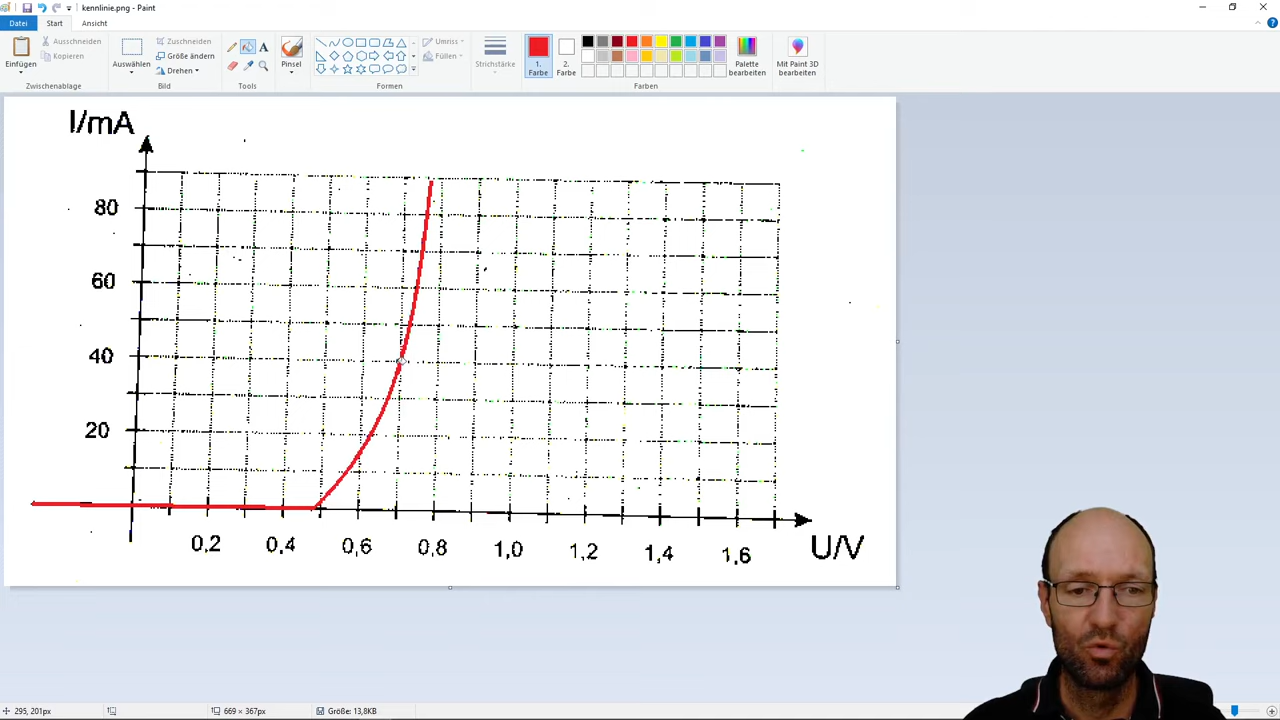 kennlinie.png - Paint
Datei Start Ansicht
Einfügen
Ausschneiden
Kopieren
Zwischenablage
Auswählen
Zuschneiden
Größe ändern
Drehen
Bild
A
Tools
Pinsel
Umriss
Füllen
Formen
Strichstärke
1. Farbe
2. Farbe
Palette bearbeiten
Farben
Mit Paint 3D bearbeiten
I/mA
80
60
40
20
0,2 0,4 0,6 0,8 1,0 1,2 1,4 1,6
U/V
295, 201px
669 × 367px
Größe: 13,8KB